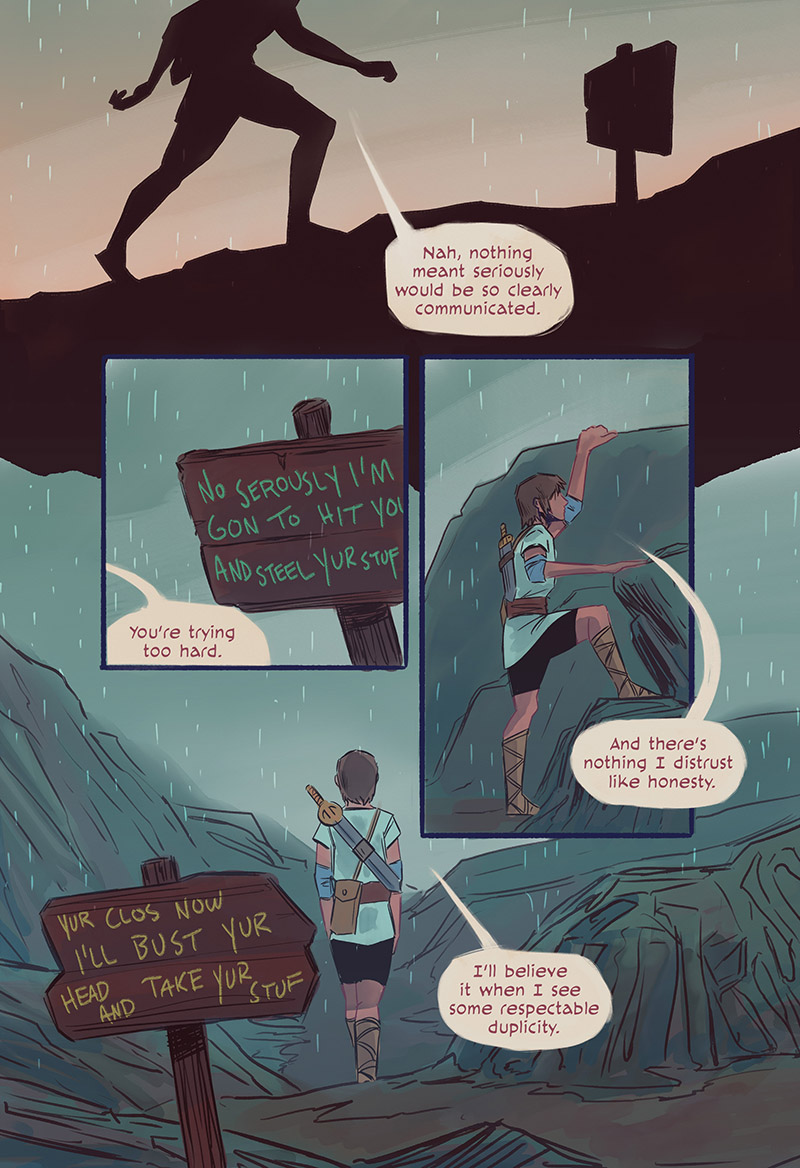 Nah, nothing
meant seriously
would be so clearly
communicated.
NO SEROUSLY I'M
GON TO HIT YOU
AND STEEL YUR STUF
You're trying
too hard.
And there's
nothing I distrust
like honesty.
YUR CLOS NOW
I'LL BUST YUR
HEAD AND TAKE YUR STUF
I'll believe
it when I see
some respectable
duplicity.